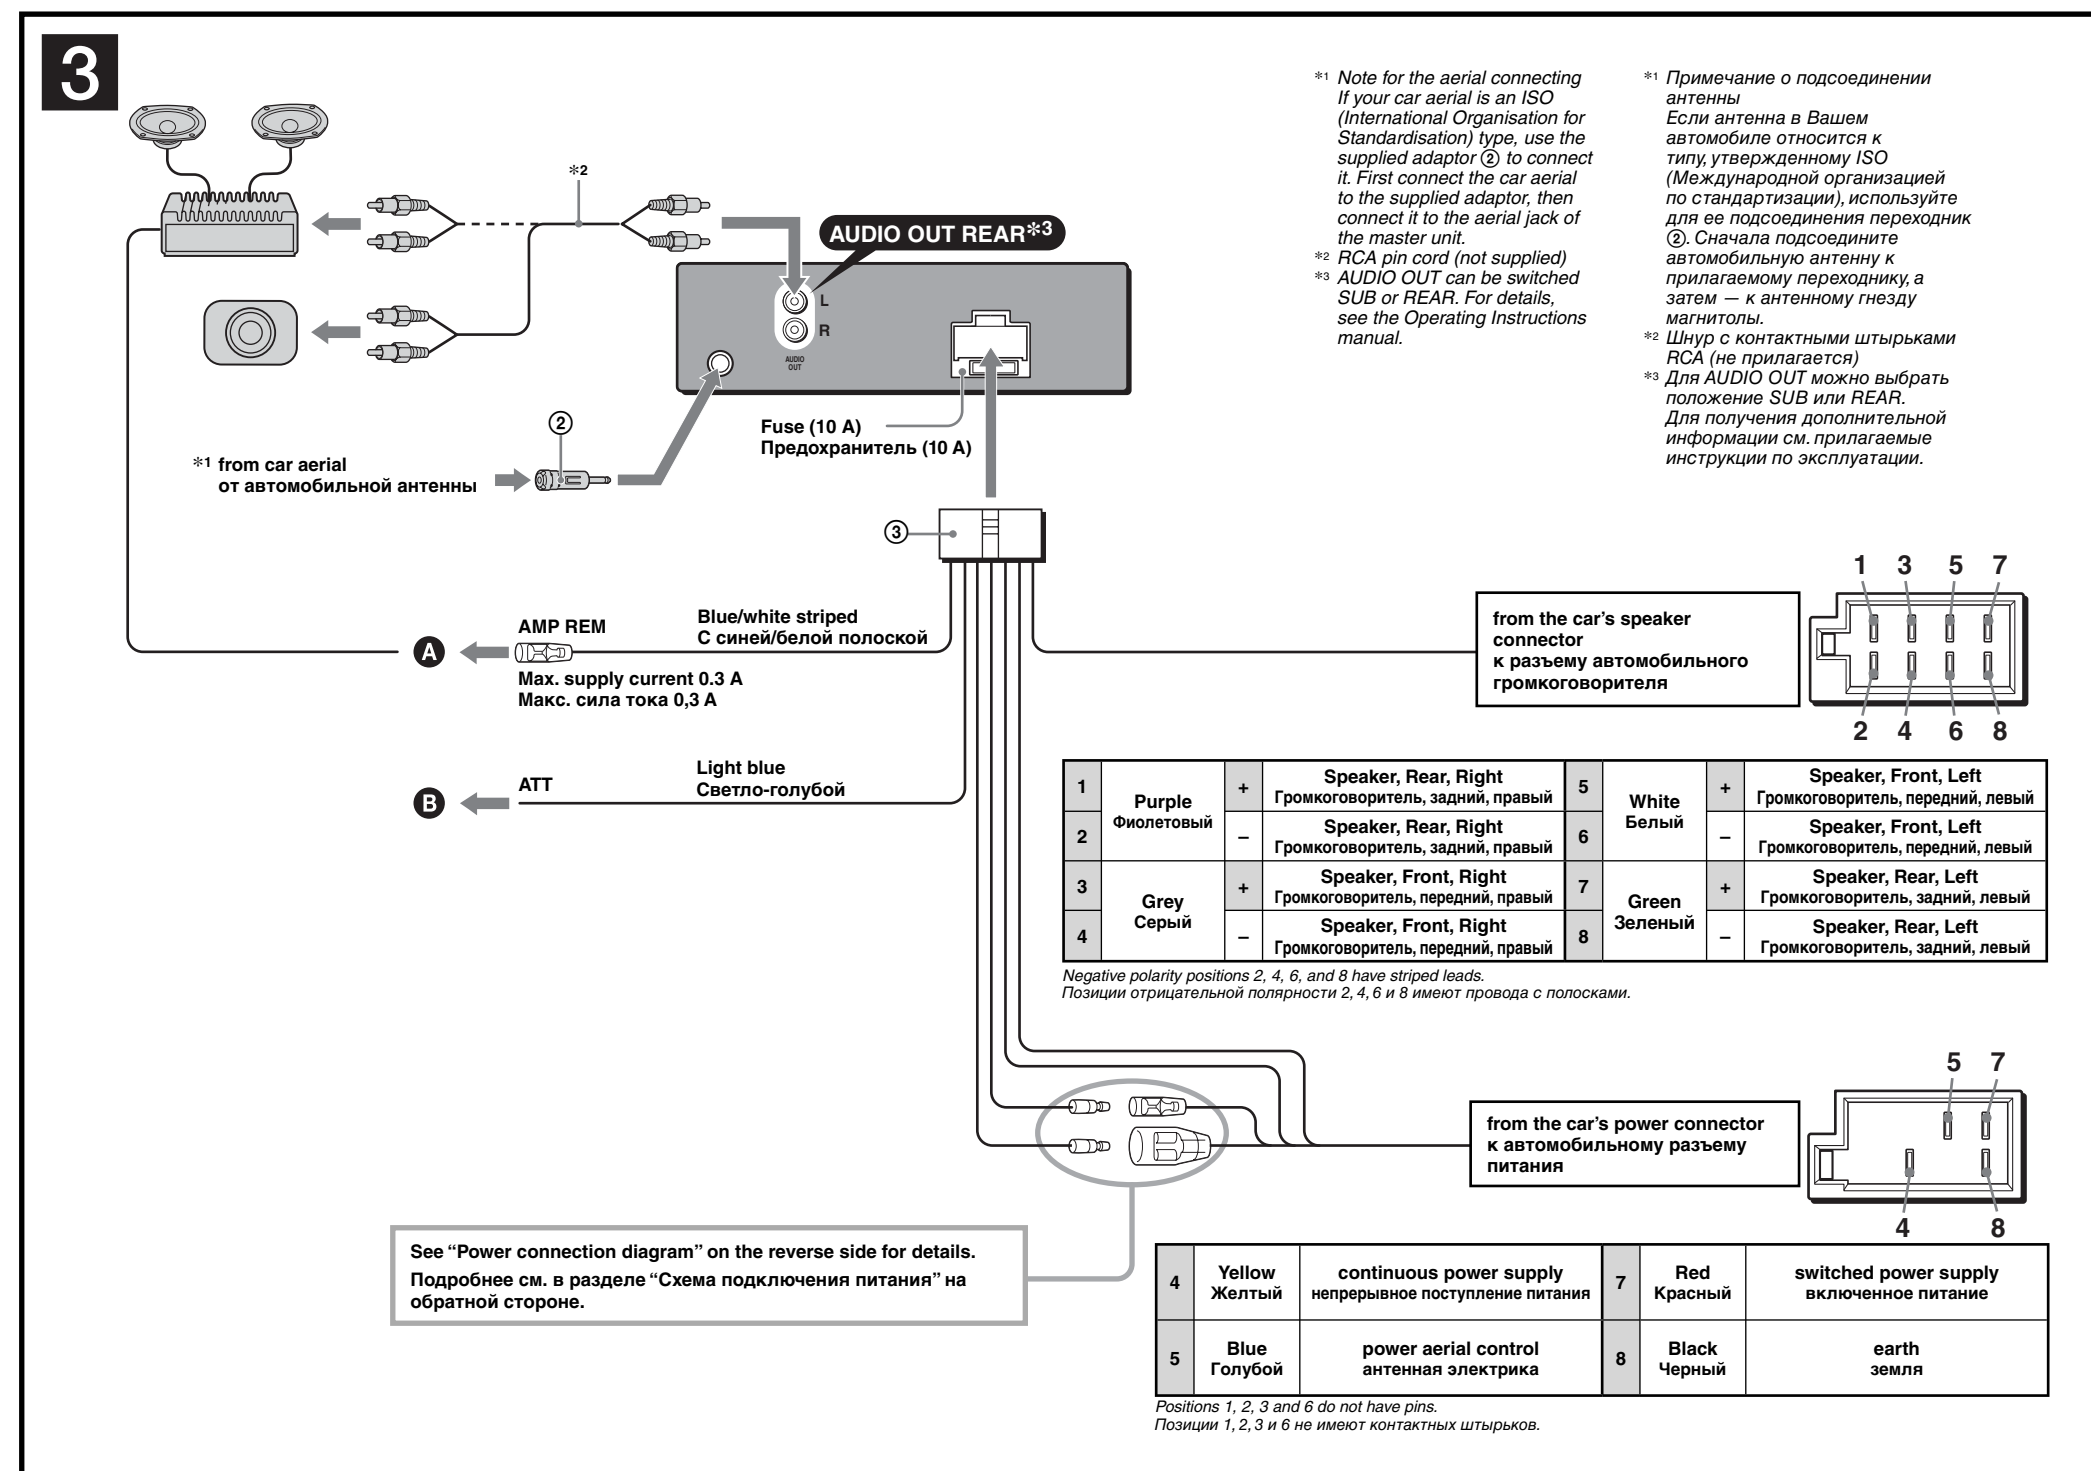 3
*2
AUDIO OUT REAR*3
L
R
AUDIO
OUT
Fuse (10 A)
Предохранитель (10 A)
②
*1 from car aerial
от автомобильной антенны
③
*1 Note for the aerial connecting
If your car aerial is an ISO
(International Organisation for
Standardisation) type, use the
supplied adaptor ② to connect
it. First connect the car aerial
to the supplied adaptor, then
connect it to the aerial jack of
the master unit.
*2 RCA pin cord (not supplied)
*3 AUDIO OUT can be switched
SUB or REAR. For details,
see the Operating Instructions
manual.
*1 Примечание о подсоединении
антенны
Если антенна в Вашем
автомобиле относится к
типу, утвержденному ISO
(Международной организацией
по стандартизации), используйте
для ее подсоединения переходник
②. Сначала подсоедините
автомобильную антенну к
прилагаемому переходнику, а
затем — к антенному гнезду
магнитолы.
*2 Шнур с контактными штырьками
RCA (не прилагается)
*3 Для AUDIO OUT можно выбрать
положение SUB или REAR.
Для получения дополнительной
информации см. прилагаемые
инструкции по эксплуатации.
A
AMP REM
Blue/white striped
С синей/белой полоской
Max. supply current 0.3 A
Макс. сила тока 0,3 А
B
ATT
Light blue
Светло-голубой
from the car's speaker
connector
к разъему автомобильного
громкоговорителя
1 3 5 7
2 4 6 8
1 Purple Фиолетовый + Speaker, Rear, Right Громкоговоритель, задний, правый 5 White Белый + Speaker, Front, Left Громкоговоритель, передний, левый
2 – Speaker, Rear, Right Громкоговоритель, задний, правый 6 – Speaker, Front, Left Громкоговоритель, передний, левый
3 Grey Серый + Speaker, Front, Right Громкоговоритель, передний, правый 7 Green Зеленый + Speaker, Rear, Left Громкоговоритель, задний, левый
4 – Speaker, Front, Right Громкоговоритель, передний, правый 8 – Speaker, Rear, Left Громкоговоритель, задний, левый
Negative polarity positions 2, 4, 6, and 8 have striped leads.
Позиции отрицательной полярности 2, 4, 6 и 8 имеют провода с полосками.
from the car's power connector
к автомобильному разъему
питания
5 7
4 8
See “Power connection diagram” on the reverse side for details.
Подробнее см. в разделе “Схема подключения питания” на
обратной стороне.
4 Yellow Желтый continuous power supply непрерывное поступление питания 7 Red Красный switched power supply включенное питание
5 Blue Голубой power aerial control антенная электрика 8 Black Черный earth земля
Positions 1, 2, 3 and 6 do not have pins.
Позиции 1, 2, 3 и 6 не имеют контактных штырьков.